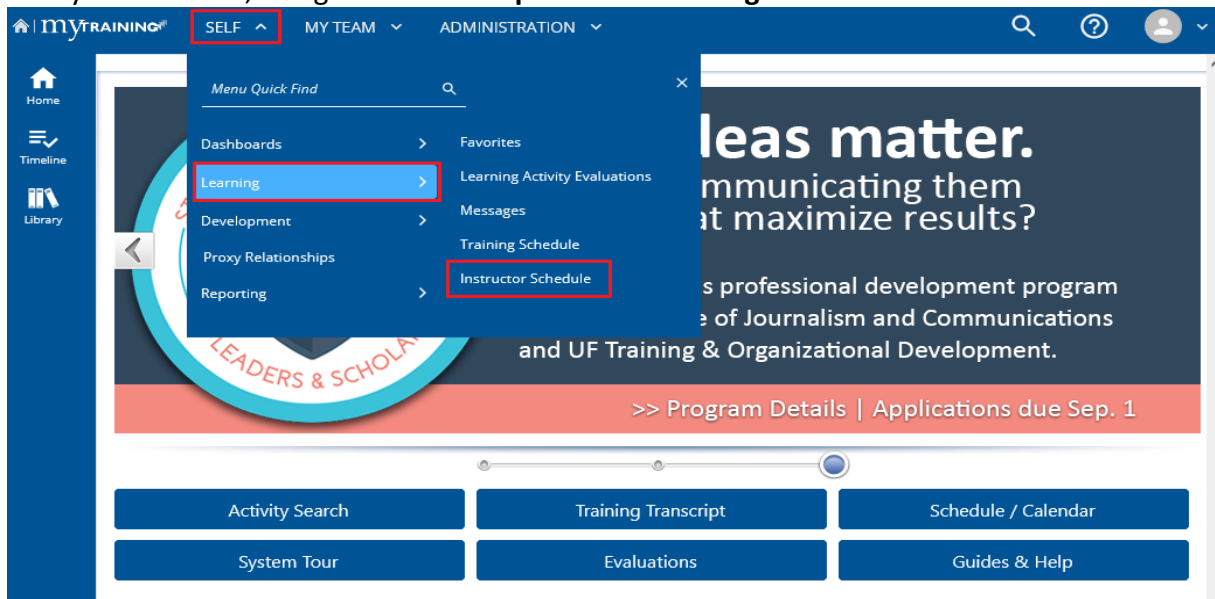 myTRAINING
SELF
MY TEAM
ADMINISTRATION
Home
Timeline
Library
Menu Quick Find
Dashboards
Learning
Development
Proxy Relationships
Reporting
Favorites
Learning Activity Evaluations
Messages
Training Schedule
Instructor Schedule
leas matter.
mmunicating them
at maximize results?
s professional development program
e of Journalism and Communications
and UF Training & Organizational Development.
LEADERS & SCHOL
>> Program Details | Applications due Sep. 1
Activity Search
Training Transcript
Schedule / Calendar
System Tour
Evaluations
Guides & Help